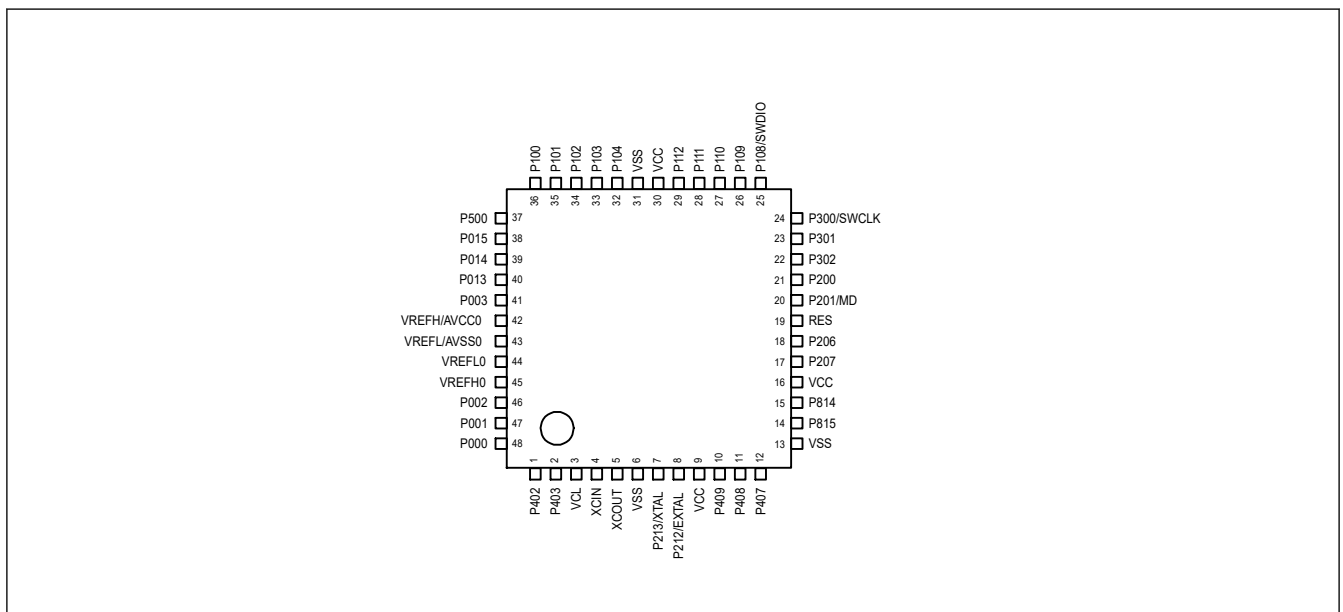 P100
P101
P102
P103
P104
VSS
VCC
P112
P111
P110
P109
P108/SWDIO
36
35
34
33
32
31
30
29
28
27
26
25
P500 37
P015 38
P014 39
P013 40
P003 41
VREFH/AVCC0 42
VREFL/AVSS0 43
VREFL0 44
VREFH0 45
P002 46
P001 47
P000 48
24 P300/SWCLK
23 P301
22 P302
21 P200
20 P201/MD
19 RES
18 P206
17 P207
16 VCC
15 P814
14 P815
13 VSS
1
2
3
4
5
6
7
8
9
10
11
12
P402
P403
VCL
XCIN
XCOUT
VSS
P213/XTAL
P212/EXTAL
VCC
P409
P408
P407